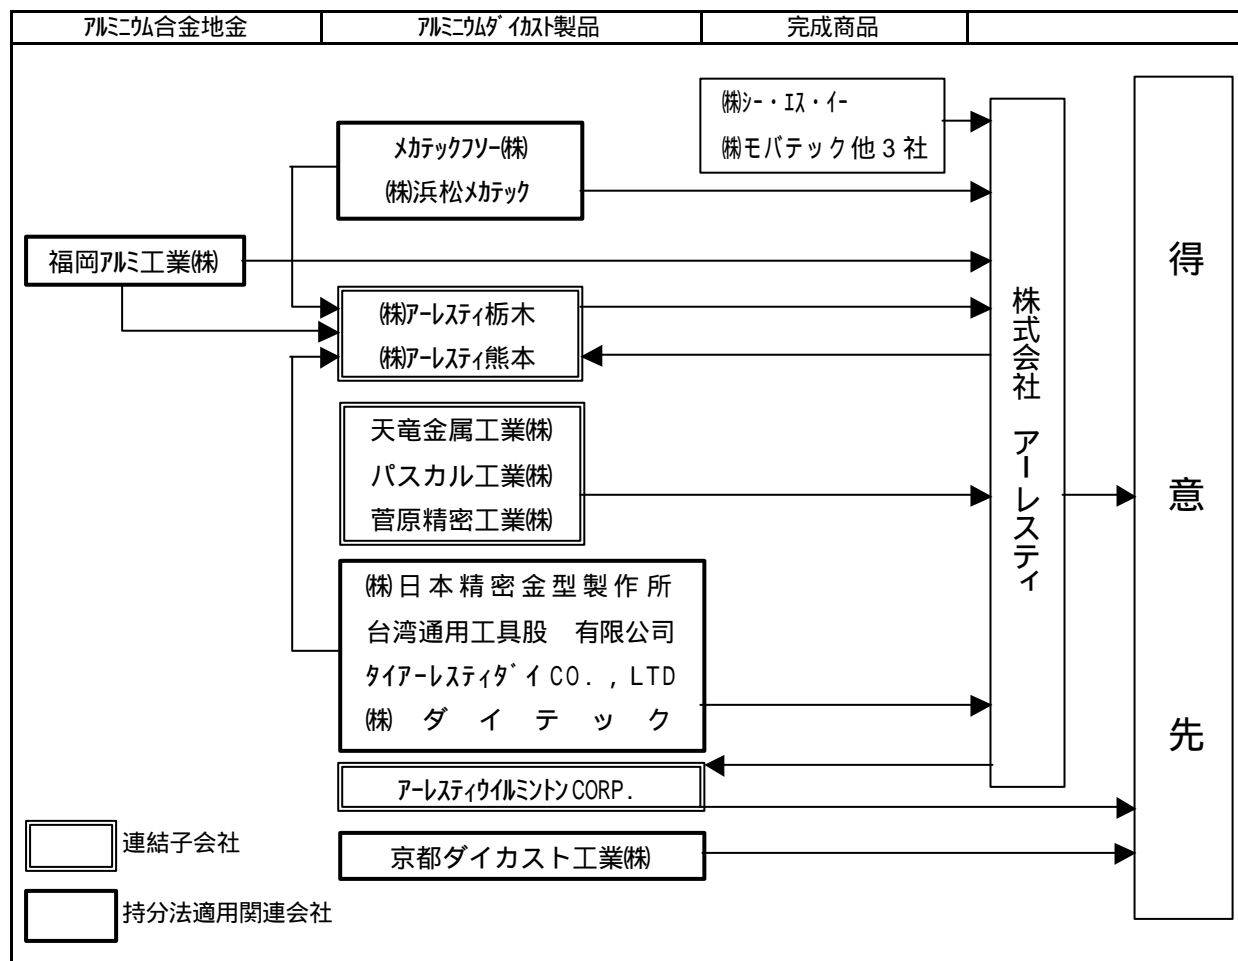 ｱﾙﾐﾆｳﾑ合金地金
ｱﾙﾐﾆｳﾑﾀﾞｲｶｽﾄ製品
完成商品
㈱ｼｰ・ｴｽ・ｲｰ
㈱モバテック他３社
ﾒｶﾃｯｸﾌｿｰ㈱
㈱浜松ﾒｶﾃｯｸ
福岡ｱﾙﾐ工業㈱
㈱ｱｰﾚｽﾃｨ栃木
㈱ｱｰﾚｽﾃｨ熊本
天竜金属工業㈱
パスカル工業㈱
菅原精密工業㈱
㈱日本精密金型製作所
台湾通用工具股　有限公司
ﾀｲｱｰﾚｽﾃｨﾀﾞｲCO.，LTD
㈱ダイテック
ｱｰﾚｽﾃｨｳｲﾙﾐﾝﾄﾝCORP.
京都ダイカスト工業㈱
株式会社 アーレスティ
得意先
連結子会社
持分法適用関連会社